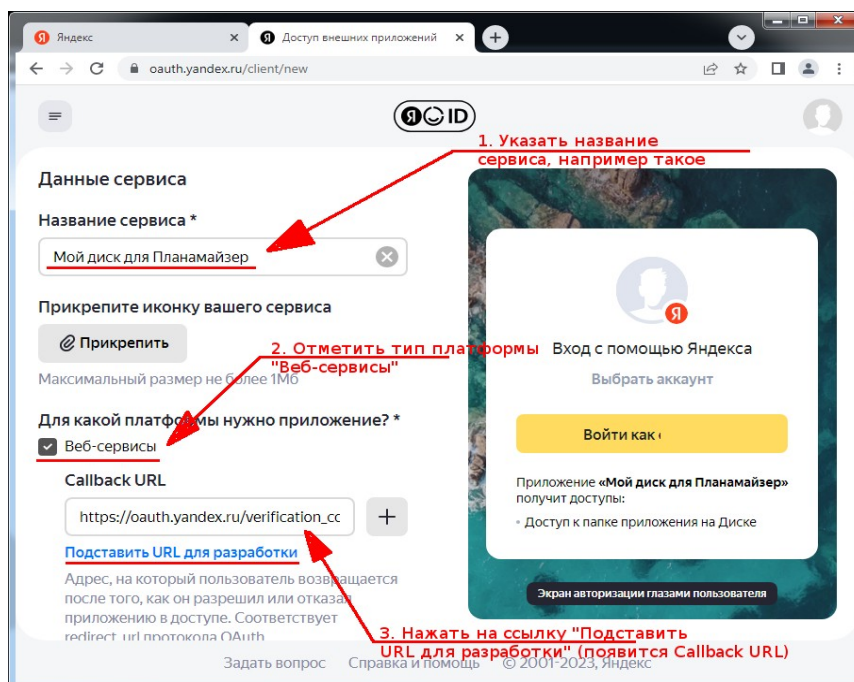 Яндекс
Доступ внешних приложений
oauth.yandex.ru/client/new
Я ID
1. Указать название
сервиса, например такое
Данные сервиса
Название сервиса *
Мой диск для Планамайзер
Прикрепите иконку вашего сервиса
Прикрепить
2. Отметить тип платформы
"Веб-сервисы"
Максимальный размер не более 1Мб
Для какой платформы нужно приложение? *
Веб-сервисы
Callback URL
https://oauth.yandex.ru/verification_cc
Подставить URL для разработки
Адрес, на который пользователь возвращается
после того, как он разрешил или отказал
приложению в доступе. Соответствует
redirect_url протокола OAuth
Я
Вход с помощью Яндекса
Выбрать аккаунт
Войти как
Приложение «Мой диск для Планамайзер»
получит доступы:
• Доступ к папке приложения на Диске
Экран авторизации глазами пользователя
3. Нажать на ссылку "Подставить
URL для разработки" (появится Callback URL)
Задать вопрос Справка и помощь © 2001-2023, Яндекс